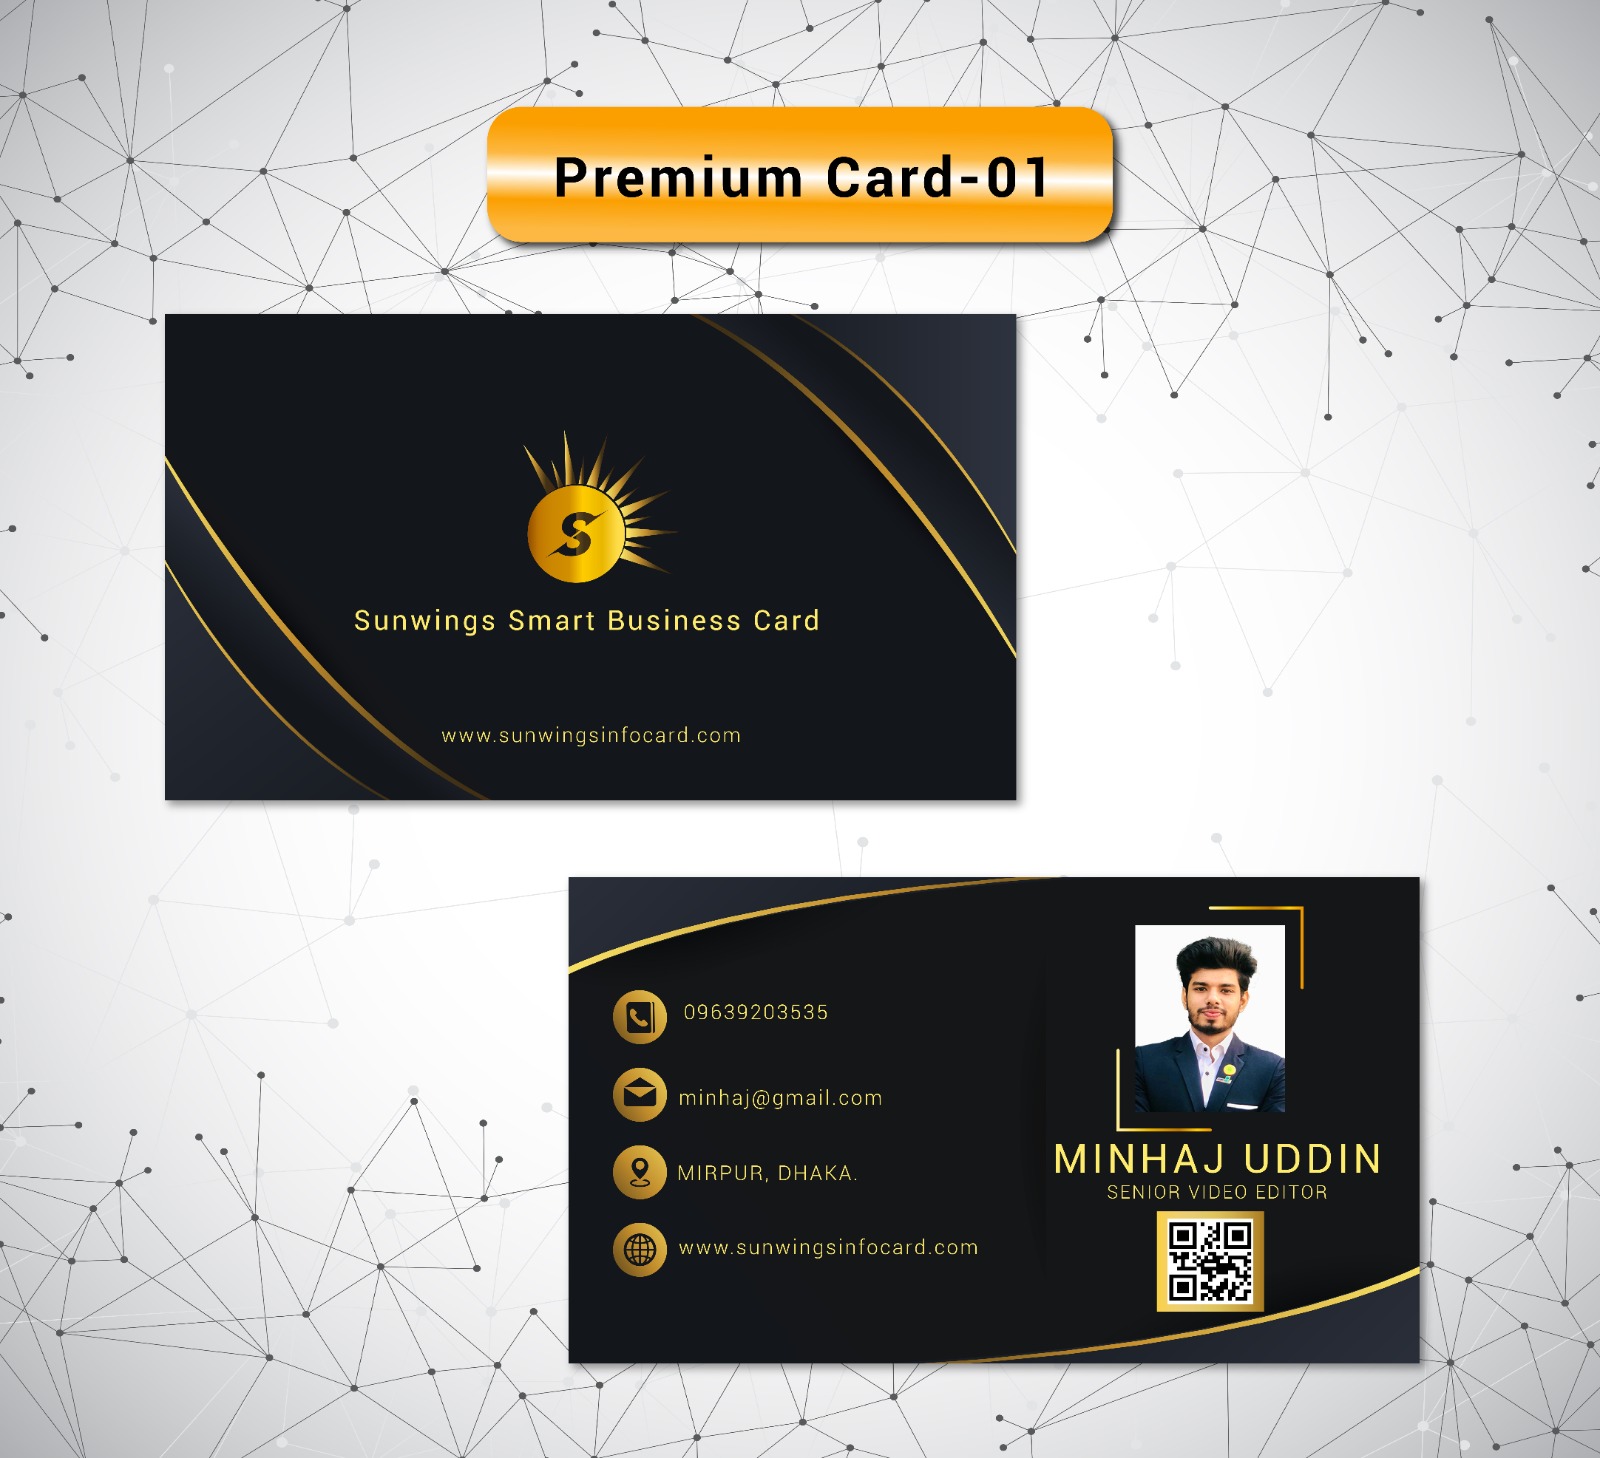 Premium Card-01
S
Sunwings Smart Business Card
www.sunwingsinfocard.com
09639203535
minhaj@gmail.com
MIRPUR, DHAKA.
www.sunwingsinfocard.com
MINHAJ UDDIN
SENIOR VIDEO EDITOR